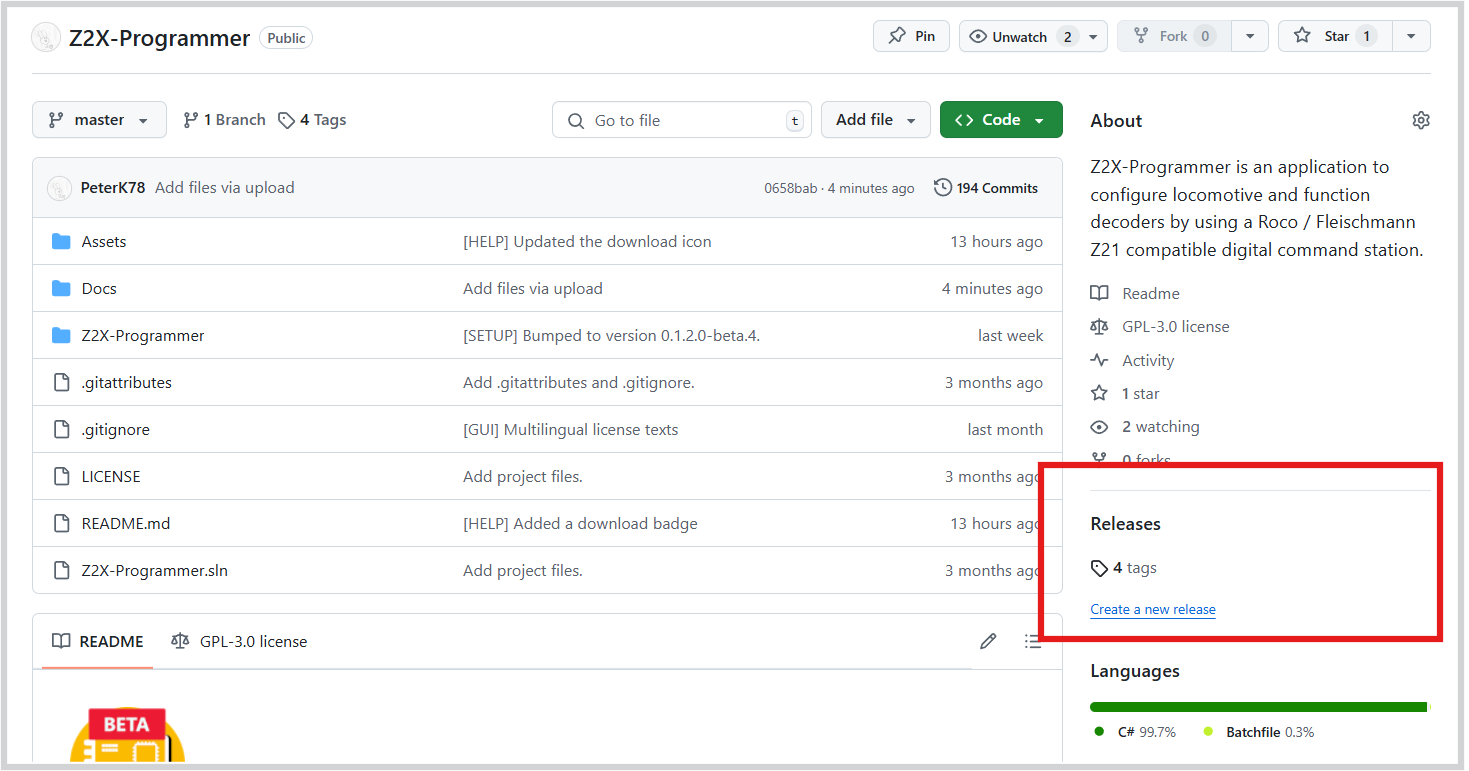 Z2X-Programmer Public
Pin
Unwatch 2
Fork 0
Star 1
master
1 Branch
4 Tags
Go to file t
Add file
<> Code
PeterK78 Add files via upload 0658bab · 4 minutes ago 194 Commits
Assets [HELP] Updated the download icon 13 hours ago
Docs Add files via upload 4 minutes ago
Z2X-Programmer [SETUP] Bumped to version 0.1.2.0-beta.4. last week
.gitattributes Add .gitattributes and .gitignore. 3 months ago
.gitignore [GUI] Multilingual license texts last month
LICENSE Add project files. 3 months ago
README.md [HELP] Added a download badge 13 hours ago
Z2X-Programmer.sln Add project files. 3 months ago
README GPL-3.0 license
BETA
About
Z2X-Programmer is an application to
configure locomotive and function
decoders by using a Roco / Fleischmann
Z21 compatible digital command station.
Readme
GPL-3.0 license
Activity
1 star
2 watching
0 forks
Releases
4 tags
Create a new release
Languages
C# 99.7% Batchfile 0.3%